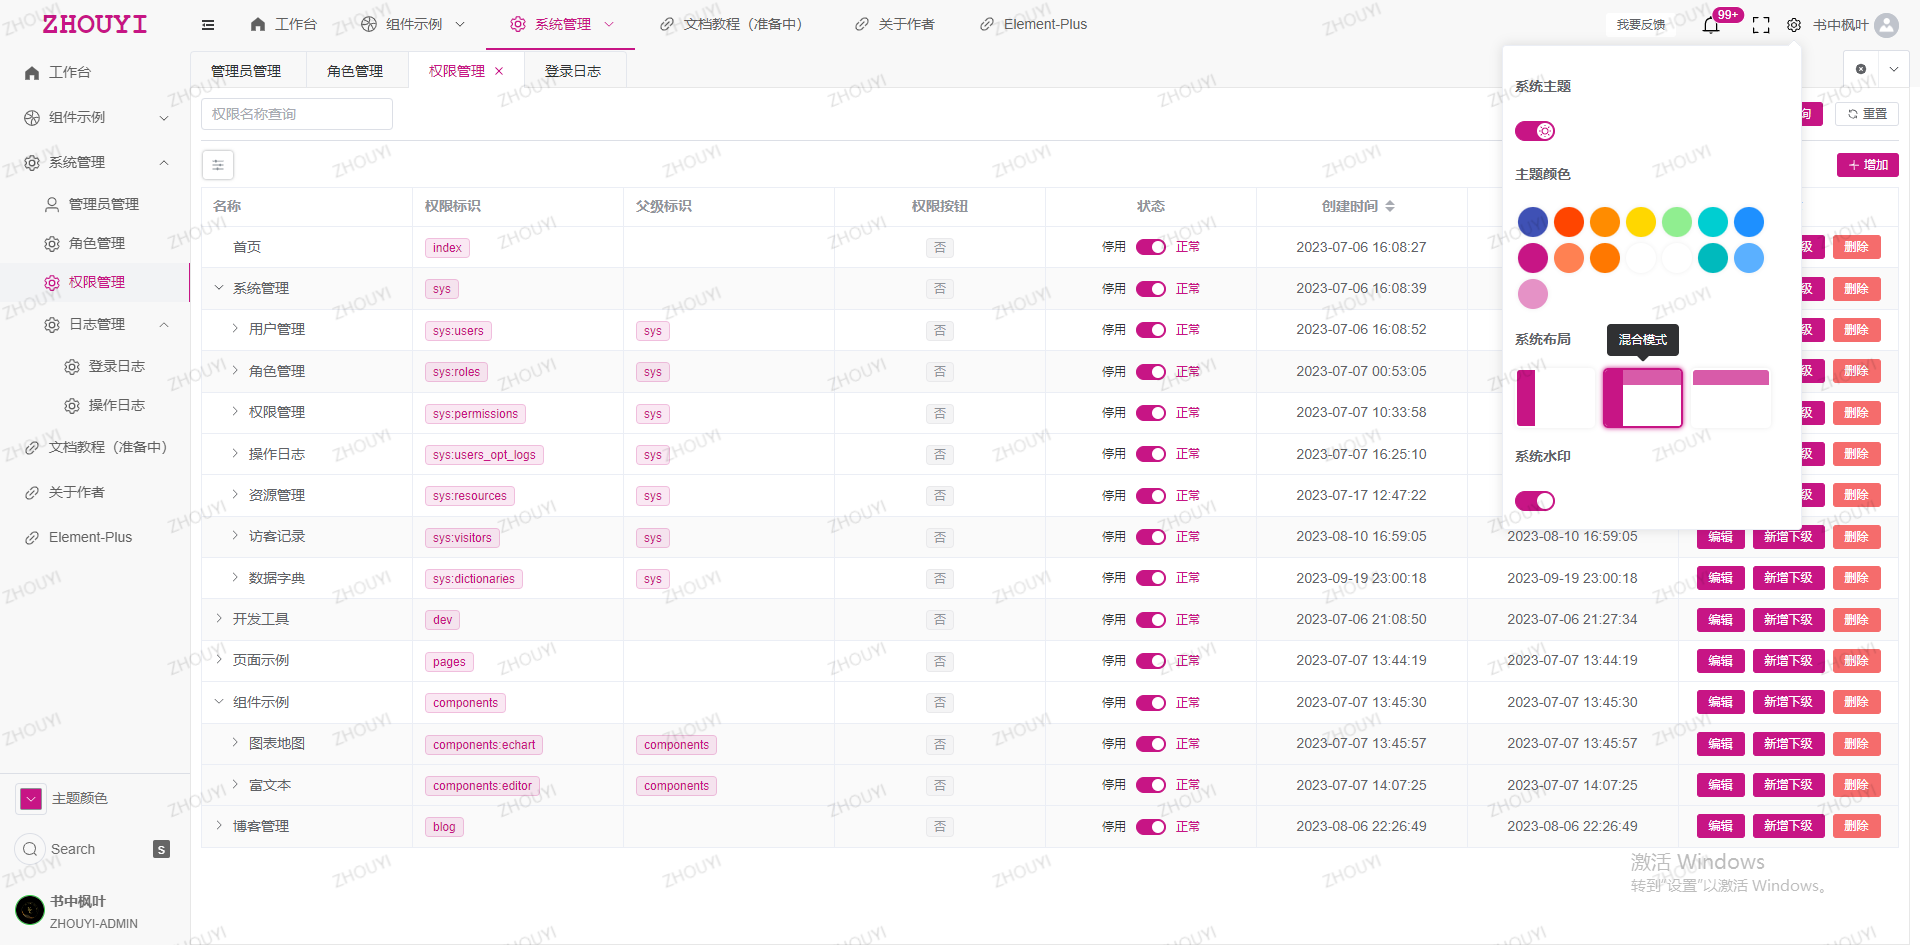 ZHOUYI
工作台
组件示例
系统管理
文档教程（准备中）
关于作者
Element-Plus
我要反馈
99+
书中枫叶
工作台
组件示例
系统管理
管理员管理
角色管理
权限管理
日志管理
登录日志
操作日志
文档教程（准备中）
关于作者
Element-Plus
主题颜色
Search
S
书中枫叶
ZHOUYI-ADMIN
管理员管理
角色管理
权限管理
登录日志
权限名称查询
询
重置
增加
名称 权限标识 父级标识 权限按钮 状态 创建时间
首页 index 否 停用 正常 2023-07-06 16:08:27 级 删除
系统管理 sys 否 停用 正常 2023-07-06 16:08:39 级 删除
用户管理 sys:users sys 否 停用 正常 2023-07-06 16:08:52 级 删除
角色管理 sys:roles sys 否 停用 正常 2023-07-07 00:53:05 级 删除
权限管理 sys:permissions sys 否 停用 正常 2023-07-07 10:33:58 级 删除
操作日志 sys:users_opt_logs sys 否 停用 正常 2023-07-07 16:25:10 级 删除
资源管理 sys:resources sys 否 停用 正常 2023-07-17 12:47:22 级 删除
访客记录 sys:visitors sys 否 停用 正常 2023-08-10 16:59:05 2023-08-10 16:59:05 编辑 新增下级 删除
数据字典 sys:dictionaries sys 否 停用 正常 2023-09-19 23:00:18 2023-09-19 23:00:18 编辑 新增下级 删除
开发工具 dev 否 停用 正常 2023-07-06 21:08:50 2023-07-06 21:27:34 编辑 新增下级 删除
页面示例 pages 否 停用 正常 2023-07-07 13:44:19 2023-07-07 13:44:19 编辑 新增下级 删除
组件示例 components 否 停用 正常 2023-07-07 13:45:30 2023-07-07 13:45:30 编辑 新增下级 删除
图表地图 components:echart components 否 停用 正常 2023-07-07 13:45:57 2023-07-07 13:45:57 编辑 新增下级 删除
富文本 components:editor components 否 停用 正常 2023-07-07 14:07:25 2023-07-07 14:07:25 编辑 新增下级 删除
博客管理 blog 否 停用 正常 2023-08-06 22:26:49 2023-08-06 22:26:49 编辑 新增下级 删除
系统主题
主题颜色
系统布局
混合模式
系统水印
激活 Windows
转到"设置"以激活 Windows。
ZHOUYI